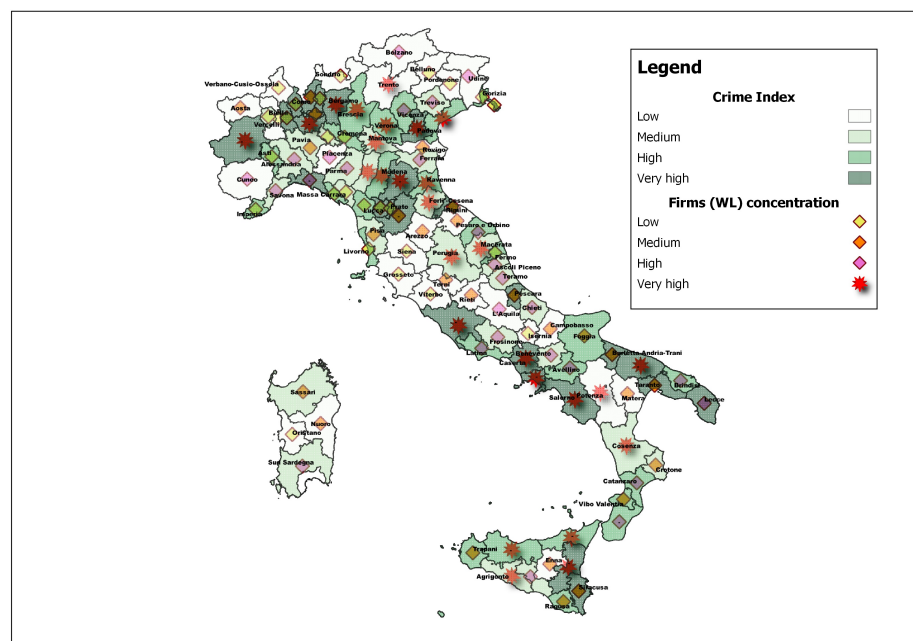 Legend
Crime Index
Low
Medium
High
Very high
Firms (WL) concentration
Low
Medium
High
Very high
Bolzano
Sondrio
Belluno
Verbano-Cusio-Ossola
Trento
Pordenone
Udine
Gorizia
Aosta
Como
Bergamo
Treviso
Biella
Brescia
Vicenza
Vercelli
Verona
Padova
Cremona
Mantova
Pavia
Rovigo
Asti
Piacenza
Ferrara
Alessandria
Parma
Modena
Cuneo
Ravenna
Savona
Massa Carrara
Forlì-Cesena
Imperia
Lucca
Prato
Rimini
Pesaro e Urbino
Pisa
Arezzo
Macerata
Livorno
Siena
Perugia
Fermo
Ascoli Piceno
Grosseto
Teramo
Terni
Viterbo
Rieti
Pescara
Chieti
L'Aquila
Campobasso
Isernia
Foggia
Frosinone
Latina
Benevento
Barletta-Andria-Trani
Caserta
Avellino
Taranto
Brindisi
Salerno
Potenza
Matera
Lecce
Sassari
Nuoro
Oristano
Cosenza
Sud Sardegna
Crotone
Catanzaro
Vibo Valentia
Trapani
Enna
Agrigento
Siracusa
Ragusa